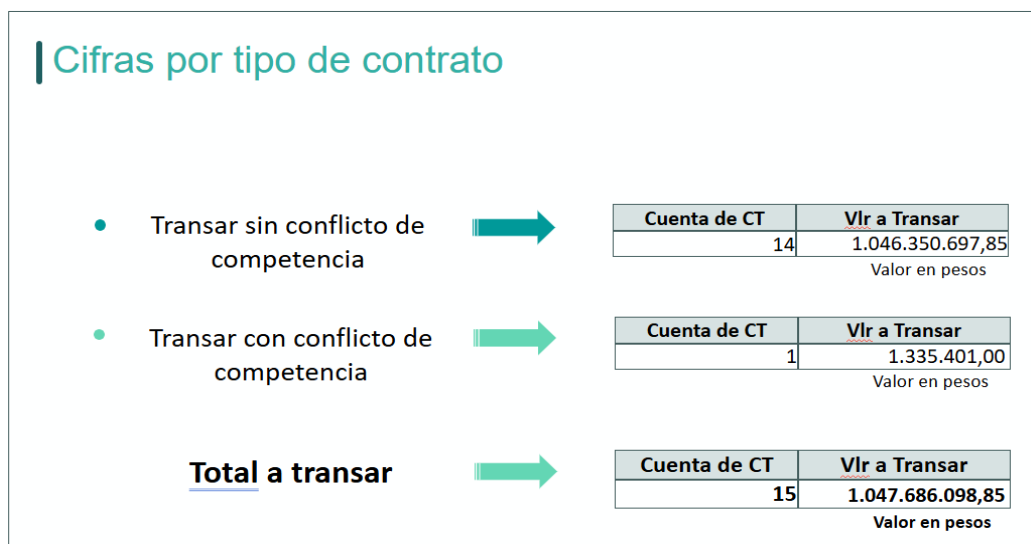 Cifras por tipo de contrato
Transar sin conflicto de
competencia
Cuenta de CT Vlr a Transar
14 1.046.350.697,85
Valor en pesos
Transar con conflicto de
competencia
Cuenta de CT Vlr a Transar
1 1.335.401,00
Valor en pesos
Total a transar
Cuenta de CT Vlr a Transar
15 1.047.686.098,85
Valor en pesos